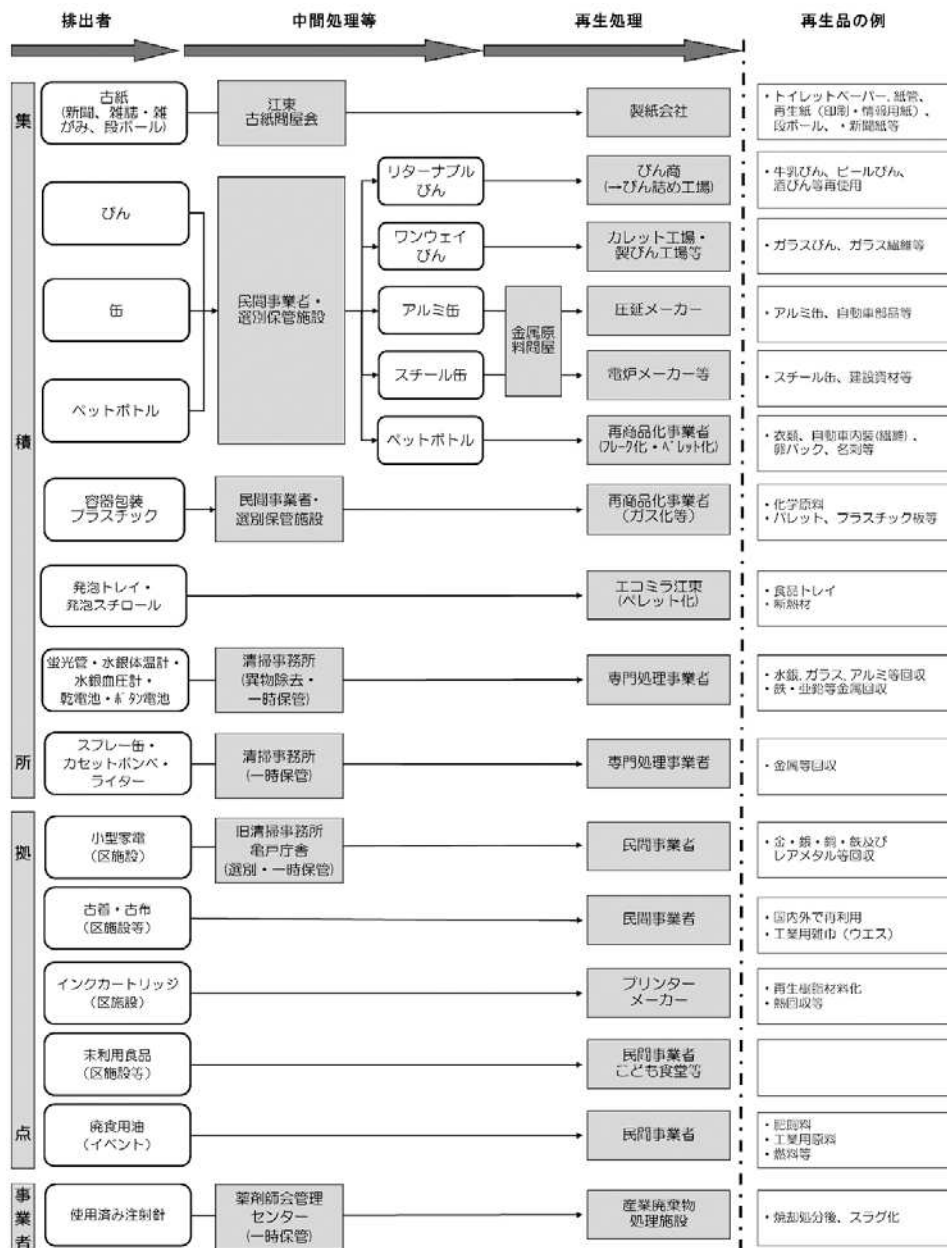 排出者
中間処理等
再生処理
再生品の例
集
積
所
古紙
(新聞、雑誌・雑
がみ、段ボール)
江東
古紙問屋会
製紙会社
・トイレットペーパー、紙管、
再生紙（印刷・情報用紙）、
段ボール、・新聞紙等
びん
缶
ペットボトル
民間事業者・
選別保管施設
リターナブル
びん
びん商
(→びん詰め工場)
・牛乳びん、ビールびん、
酒びん等再使用
ワンウェイ
びん
カレット工場・
製びん工場等
・ガラスびん、ガラス繊維等
アルミ缶
金属原
料問屋
圧延メーカー
・アルミ缶、自動車部品等
スチール缶
電炉メーカー等
・スチール缶、建設資材等
ペットボトル
再商品化事業者
(フレーク化・ペレット化)
・衣類、自動車内装(繊維)、
卵パック、名刺等
容器包装
プラスチック
民間事業者・
選別保管施設
再商品化事業者
（ガス化等）
・化学原料
・パレット、プラスチック板等
発泡トレイ・
発泡スチロール
エコミラ江東
(ペレット化)
・食品トレイ
・断熱材
蛍光管・水銀体温計・
水銀血圧計・
乾電池・ボタン電池
清掃事務所
(異物除去・
一時保管)
専門処理事業者
・水銀、ガラス、アルミ等回収
・鉄・亜鉛等金属回収
スプレー缶・
カセットボンベ・
ライター
清掃事務所
(一時保管)
専門処理事業者
・金属等回収
拠
点
小型家電
(区施設)
旧清掃事務所
亀戸庁舎
(選別・一時保管)
民間事業者
・金・銀・銅・鉄及び
レアメタル等回収
古着・古布
（区施設等）
民間事業者
・国内外で再利用
・工業用雑巾（ウエス）
インクカートリッジ
（区施設）
プリンター
メーカー
・再生樹脂材料化
・熱回収等
未利用食品
（区施設等）
民間事業者
こども食堂等
廃食用油
（イベント）
民間事業者
・肥飼料
・工業用原料
・燃料等
事
業
者
使用済み注射針
薬剤師会管理
センター
(一時保管)
産業廃棄物
処理施設
・焼却処分後、スラグ化